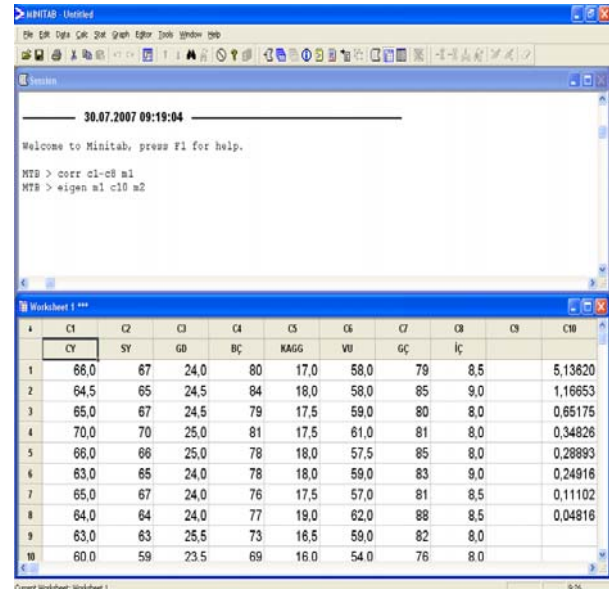 MINITAB - Untitled
File Edit Data Calc Stat Graph Editor Tools Window Help
Session
30.07.2007 09:19:04
Welcome to Minitab, press F1 for help.
MTB > corr c1-c8 m1
MTB > eigen m1 c10 m2
Worksheet 1 ***
C1 C2 C3 C4 C5 C6 C7 C8 C9 C10
CY SY GD BÇ KAGG VU GÇ İÇ
1 66,0 67 24,0 80 17,0 58,0 79 8,5 5,13620
2 64,5 65 24,5 84 18,0 58,0 85 9,0 1,16653
3 65,0 67 24,5 79 17,5 59,0 80 8,0 0,65175
4 70,0 70 25,0 81 17,5 61,0 81 8,0 0,34826
5 66,0 66 25,0 78 18,0 57,5 85 8,0 0,28893
6 63,0 65 24,0 78 18,0 59,0 83 9,0 0,24916
7 65,0 67 24,0 76 17,5 57,0 81 8,5 0,11102
8 64,0 64 24,0 77 19,0 62,0 88 8,5 0,04816
9 63,0 63 25,5 73 16,5 59,0 82 8,0
10 60,0 59 23,5 69 16,0 54,0 76 8,0
Current Worksheet: Worksheet 1 9:26